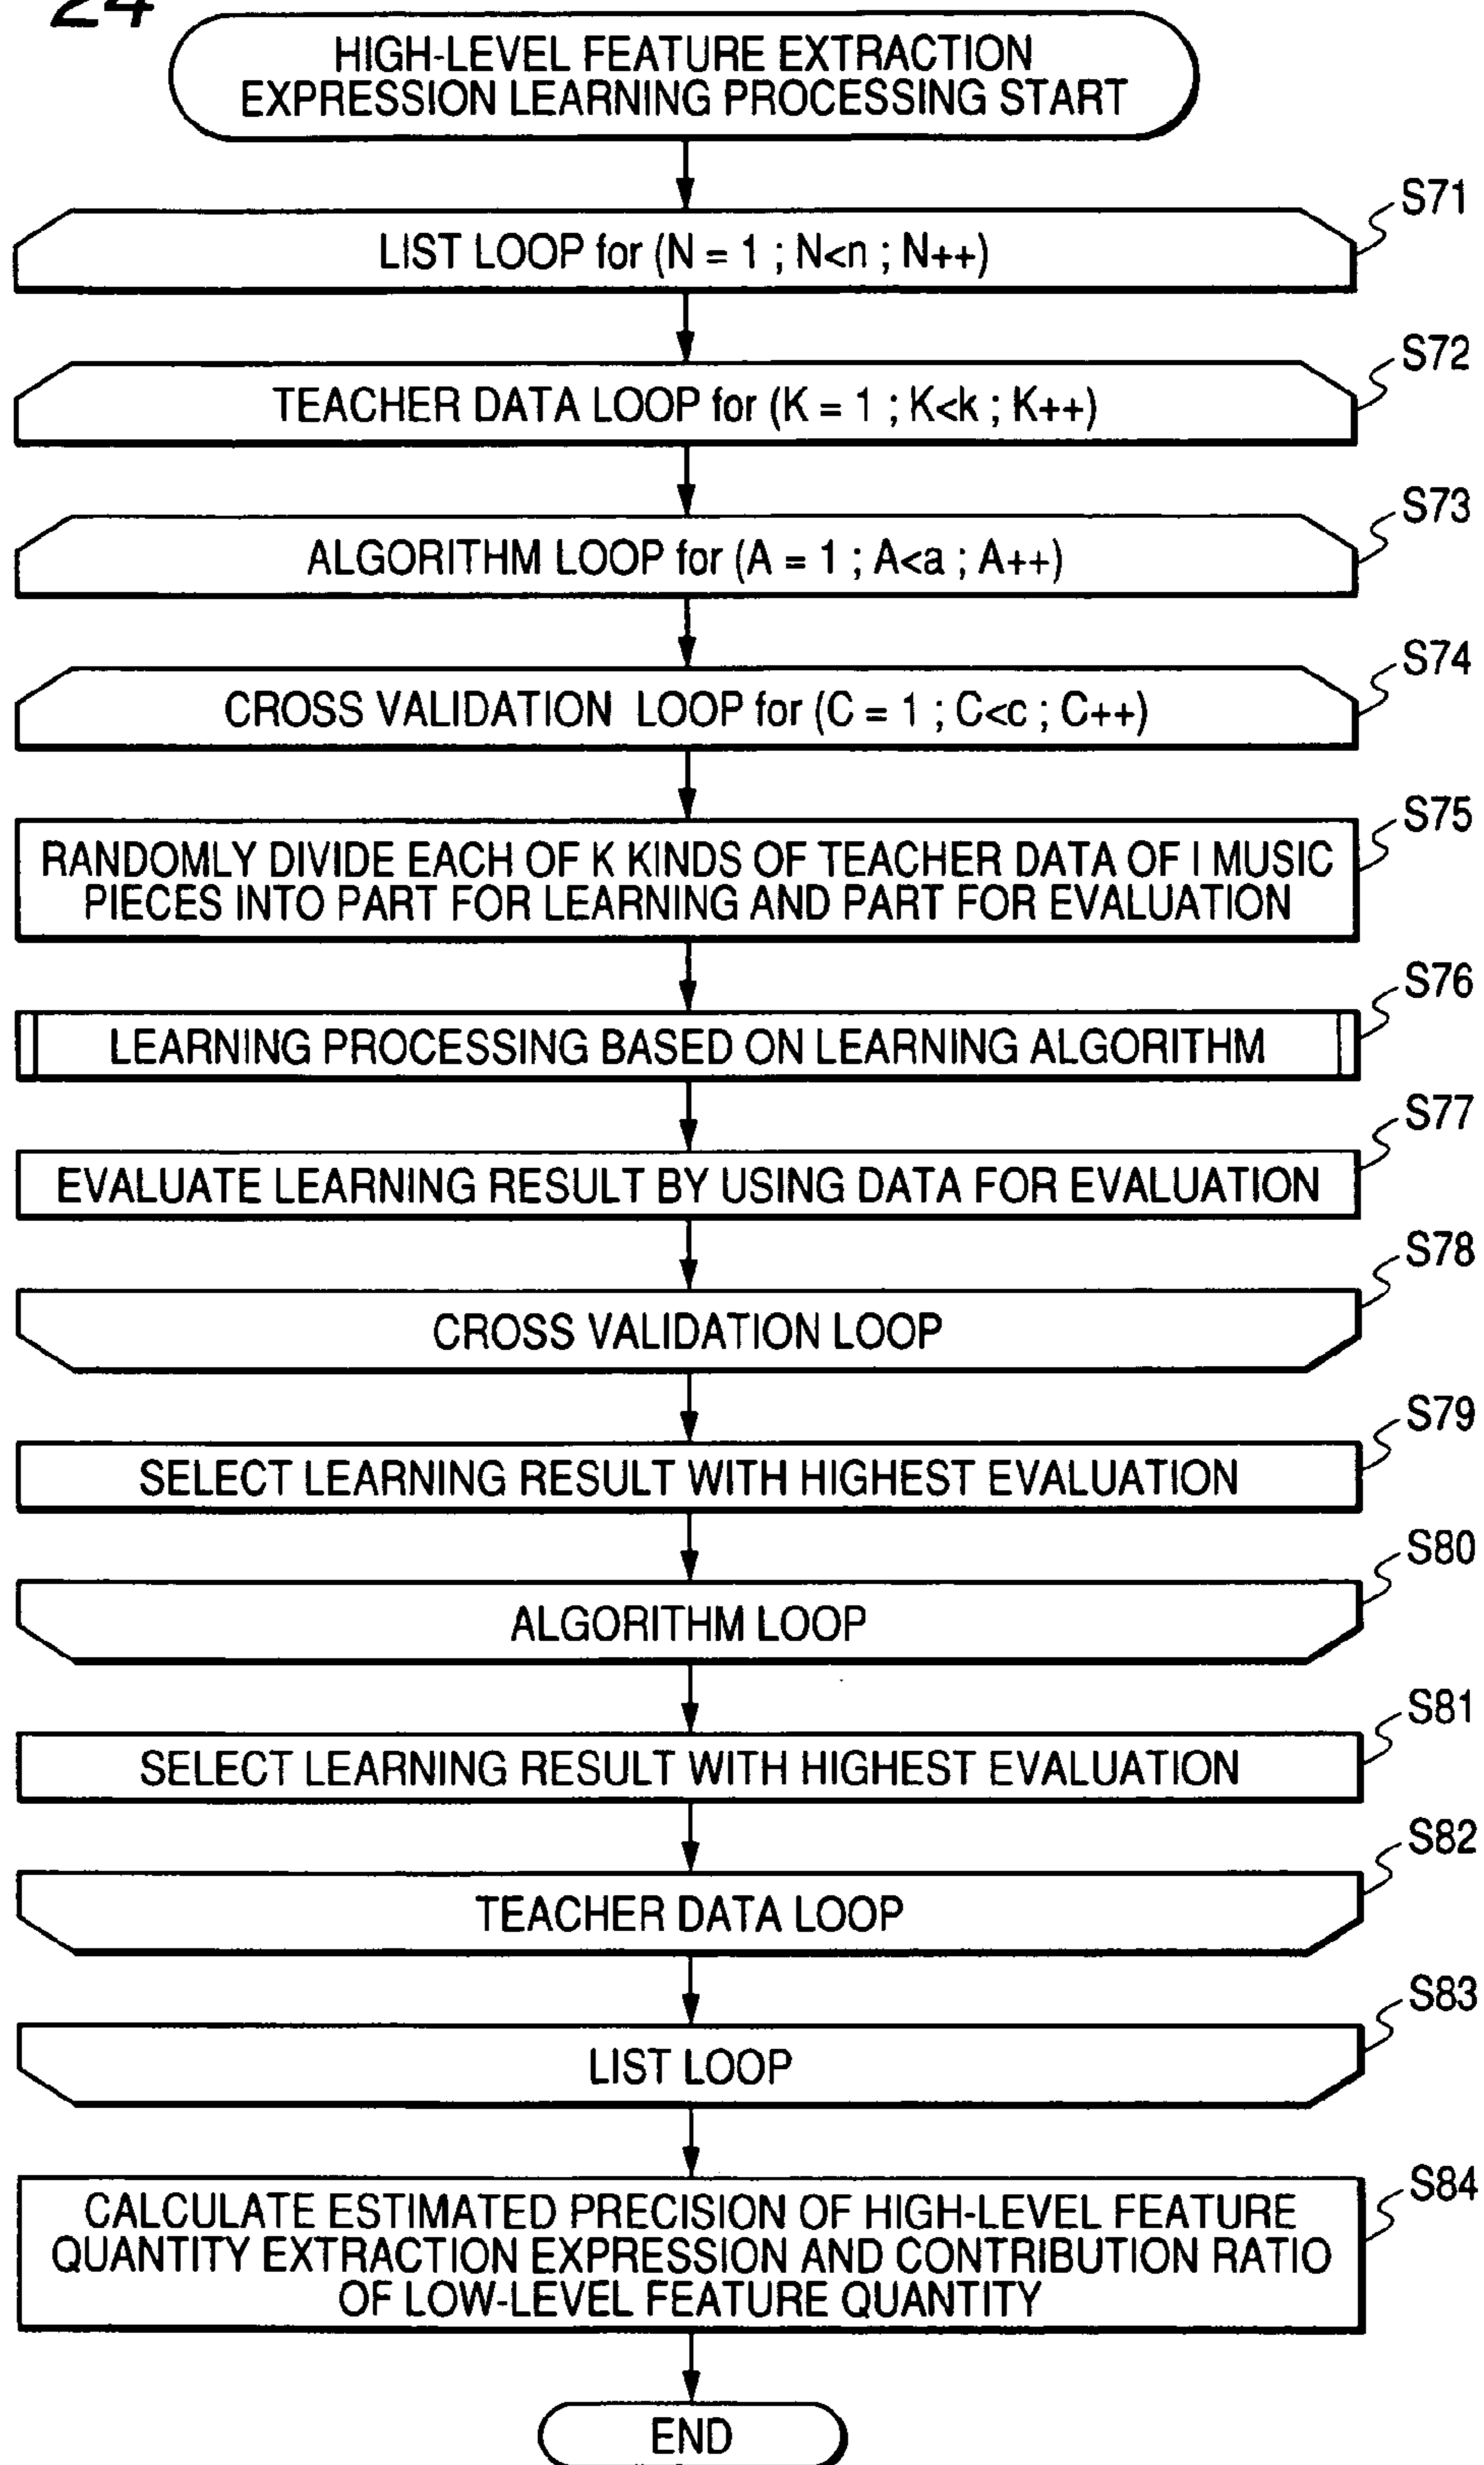 24
HIGH-LEVEL FEATURE EXTRACTION
EXPRESSION LEARNING PROCESSING START
S71
LIST LOOP for (N = 1 ; N<n ; N++)
S72
TEACHER DATA LOOP for (K = 1 ; K<k ; K++)
S73
ALGORITHM LOOP for (A = 1 ; A<a ; A++)
S74
CROSS VALIDATION LOOP for (C = 1 ; C<c ; C++)
S75
RANDOMLY DIVIDE EACH OF K KINDS OF TEACHER DATA OF I MUSIC
PIECES INTO PART FOR LEARNING AND PART FOR EVALUATION
S76
LEARNING PROCESSING BASED ON LEARNING ALGORITHM
S77
EVALUATE LEARNING RESULT BY USING DATA FOR EVALUATION
S78
CROSS VALIDATION LOOP
S79
SELECT LEARNING RESULT WITH HIGHEST EVALUATION
S80
ALGORITHM LOOP
S81
SELECT LEARNING RESULT WITH HIGHEST EVALUATION
S82
TEACHER DATA LOOP
S83
LIST LOOP
S84
CALCULATE ESTIMATED PRECISION OF HIGH-LEVEL FEATURE
QUANTITY EXTRACTION EXPRESSION AND CONTRIBUTION RATIO
OF LOW-LEVEL FEATURE QUANTITY
END